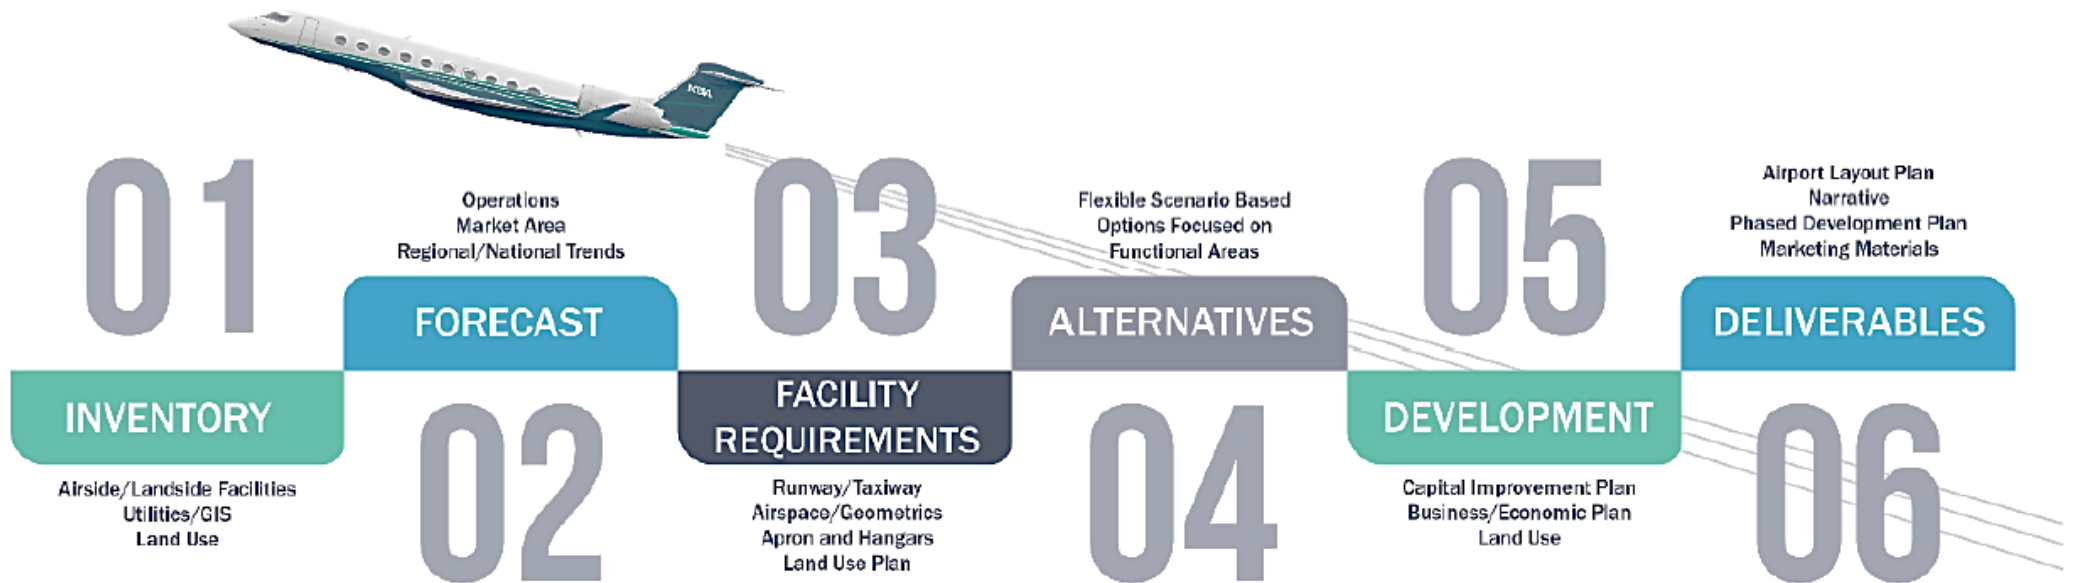 01
INVENTORY
Airside/Landside Facilities
Utilities/GIS
Land Use
Operations
Market Area
Regional/National Trends
FORECAST
02
03
FACILITY
REQUIREMENTS
Runway/Taxiway
Airspace/Geometrics
Apron and Hangars
Land Use Plan
Flexible Scenario Based
Options Focused on
Functional Areas
ALTERNATIVES
04
05
DEVELOPMENT
Capital Improvement Plan
Business/Economic Plan
Land Use
Airport Layout Plan
Narrative
Phased Development Plan
Marketing Materials
DELIVERABLES
06